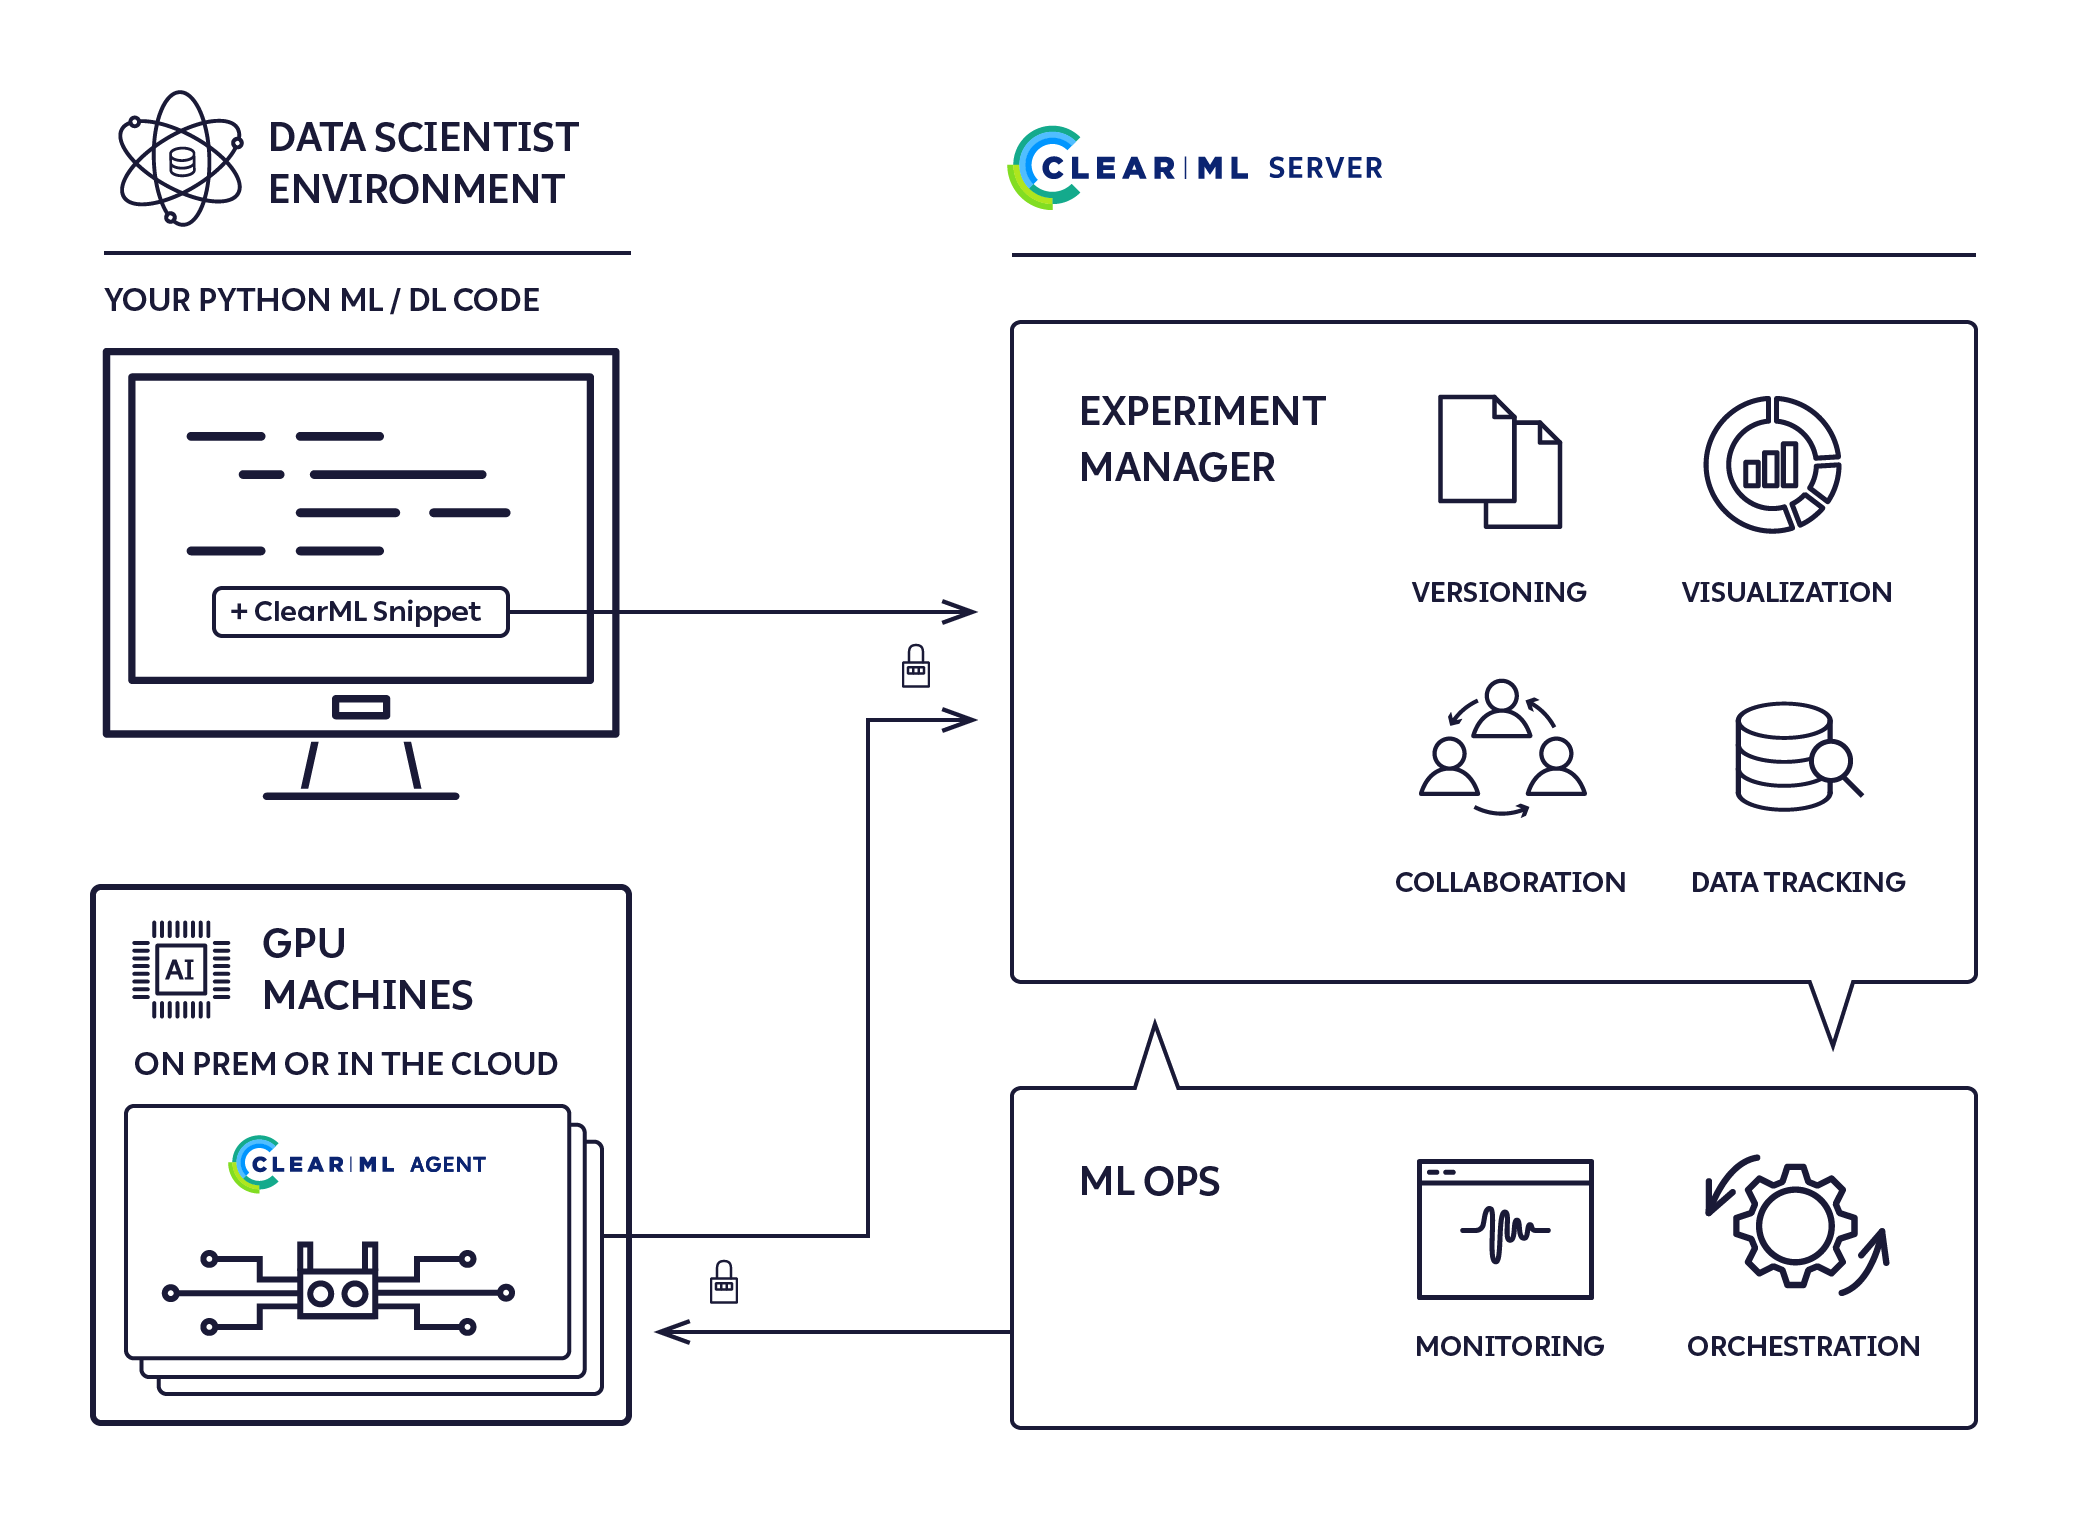 DATA SCIENTIST
ENVIRONMENT
YOUR PYTHON ML / DL CODE
+ ClearML Snippet
GPU
MACHINES
AI
ON PREM OR IN THE CLOUD
CLEAR|ML AGENT
CLEAR|ML SERVER
EXPERIMENT
MANAGER
VERSIONING
VISUALIZATION
COLLABORATION
DATA TRACKING
ML OPS
MONITORING
ORCHESTRATION